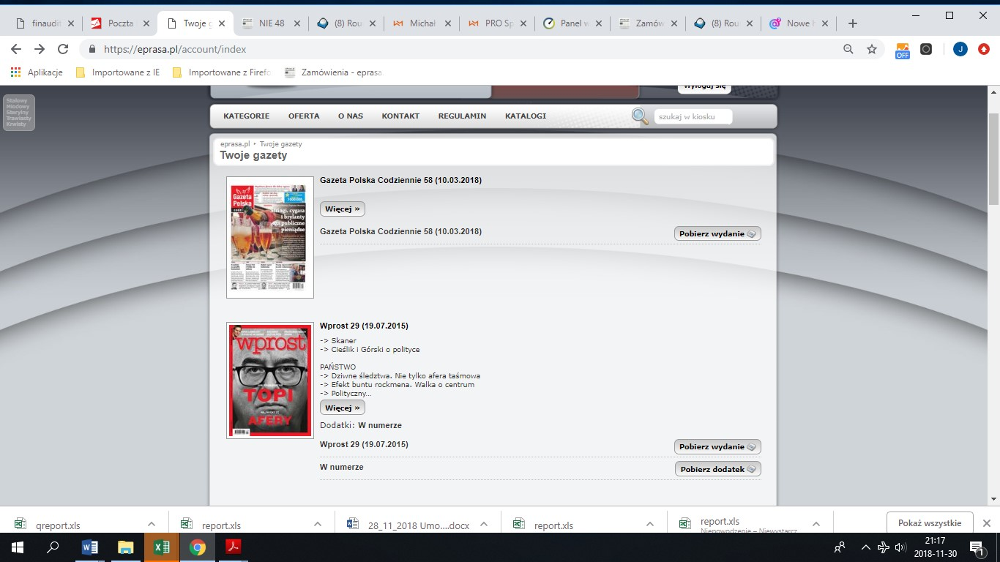 finaudit
Poczta
Twoje g
NIE 48
(8) Rou
Michał
PRO Sp
Panel w
Zamów
(8) Rou
Nowe
https://eprasa.pl/account/index
OFF
J
Aplikacje
Importowane z IE
Importowane z Firefo
Zamówienia - eprasa.
Stalowy
Miodowy
Sterylny
Trawiasty
Krwisty
Wyloguj się
KATEGORIE OFERTA O NAS KONTAKT REGULAMIN KATALOGI
szukaj w kiosku
eprasa.pl ▸ Twoje gazety
Twoje gazety
Gazeta Polska Codziennie 58 (10.03.2018)
Gazeta
Polska
Stringi, cygara
i brylanty
za publiczne
pieniądze
Więcej »
Gazeta Polska Codziennie 58 (10.03.2018)
Pobierz wydanie
wprost
TOPI
AFERY
Wprost 29 (19.07.2015)
-> Skaner
-> Cieślik i Górski o polityce
PAŃSTWO
-> Dziwne śledztwa. Nie tylko afera taśmowa
-> Efekt buntu rockmena. Walka o centrum
-> Polityczny...
Więcej »
Dodatki: W numerze
Wprost 29 (19.07.2015)
Pobierz wydanie
W numerze
Pobierz dodatek
qreport.xls
report.xls
28_11_2018 Umo....docx
report.xls
report.xls
Niepowodzenie – Niewystarcz
Pokaż wszystkie
21:17
2018-11-30
1